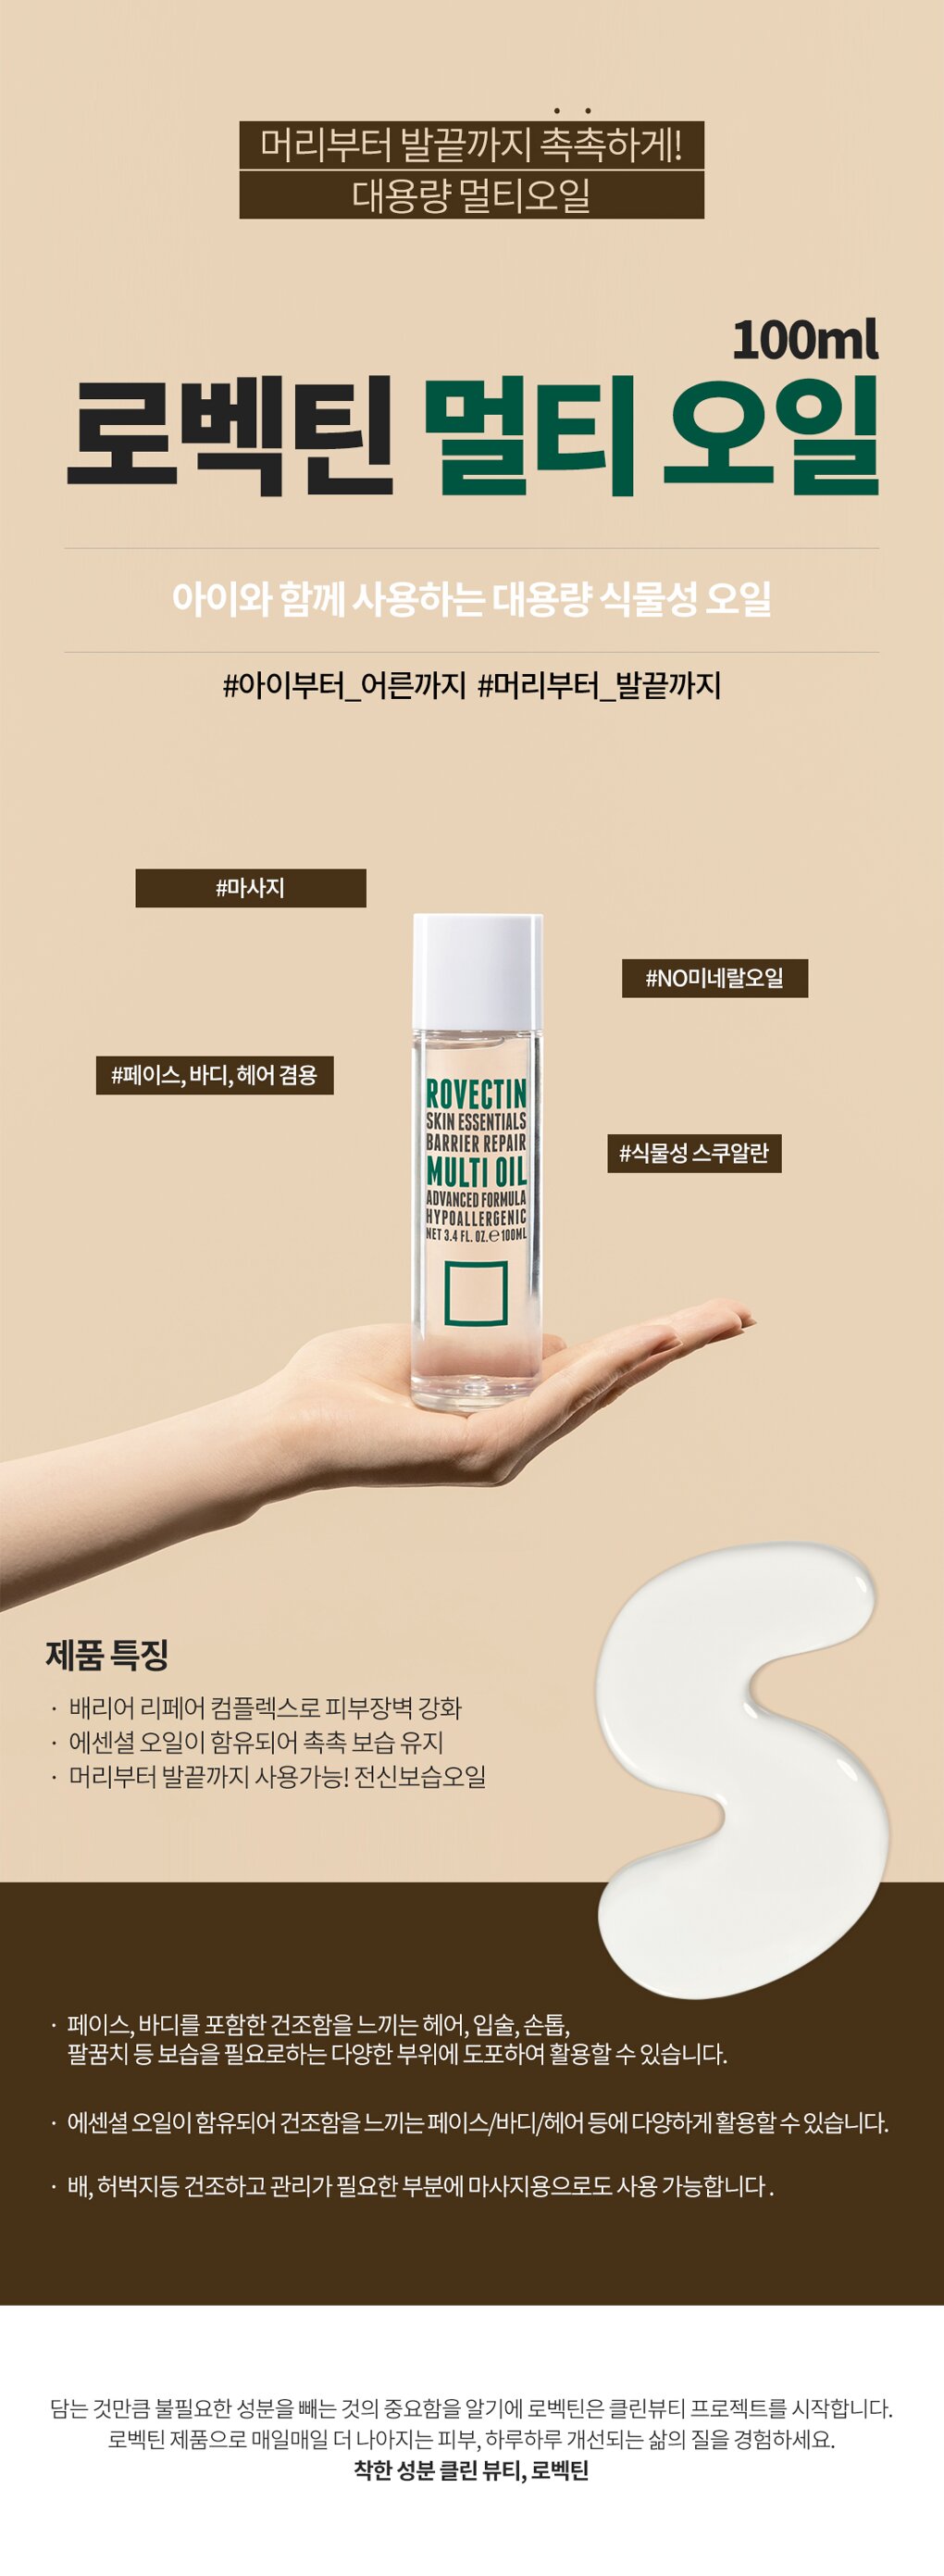 머리부터 발끝까지 촉촉하게!
대용량 멀티오일
100ml
로벡틴 멀티 오일
아이와 함께 사용하는 대용량 식물성 오일
#아이부터_어른까지 #머리부터_발끝까지
#마사지
#NO미네랄오일
#페이스, 바디, 헤어 겸용
#식물성 스쿠알란
ROVECTIN
SKIN ESSENTIALS
BARRIER REPAIR
MULTI OIL
ADVANCED FORMULA
HYPOALLERGENIC
NET 3.4 FL. OZ. ℮ 100ML
제품 특징
· 배리어 리페어 컴플렉스로 피부장벽 강화
· 에센셜 오일이 함유되어 촉촉 보습 유지
· 머리부터 발끝까지 사용가능! 전신보습오일
· 페이스, 바디를 포함한 건조함을 느끼는 헤어, 입술, 손톱,
팔꿈치 등 보습을 필요로하는 다양한 부위에 도포하여 활용할 수 있습니다.
· 에센셜 오일이 함유되어 건조함을 느끼는 페이스/바디/헤어 등에 다양하게 활용할 수 있습니다.
· 배, 허벅지등 건조하고 관리가 필요한 부분에 마사지용으로도 사용 가능합니다 .
담는 것만큼 불필요한 성분을 빼는 것의 중요함을 알기에 로벡틴은 클린뷰티 프로젝트를 시작합니다.
로벡틴 제품으로 매일매일 더 나아지는 피부, 하루하루 개선되는 삶의 질을 경험하세요.
착한 성분 클린 뷰티, 로벡틴